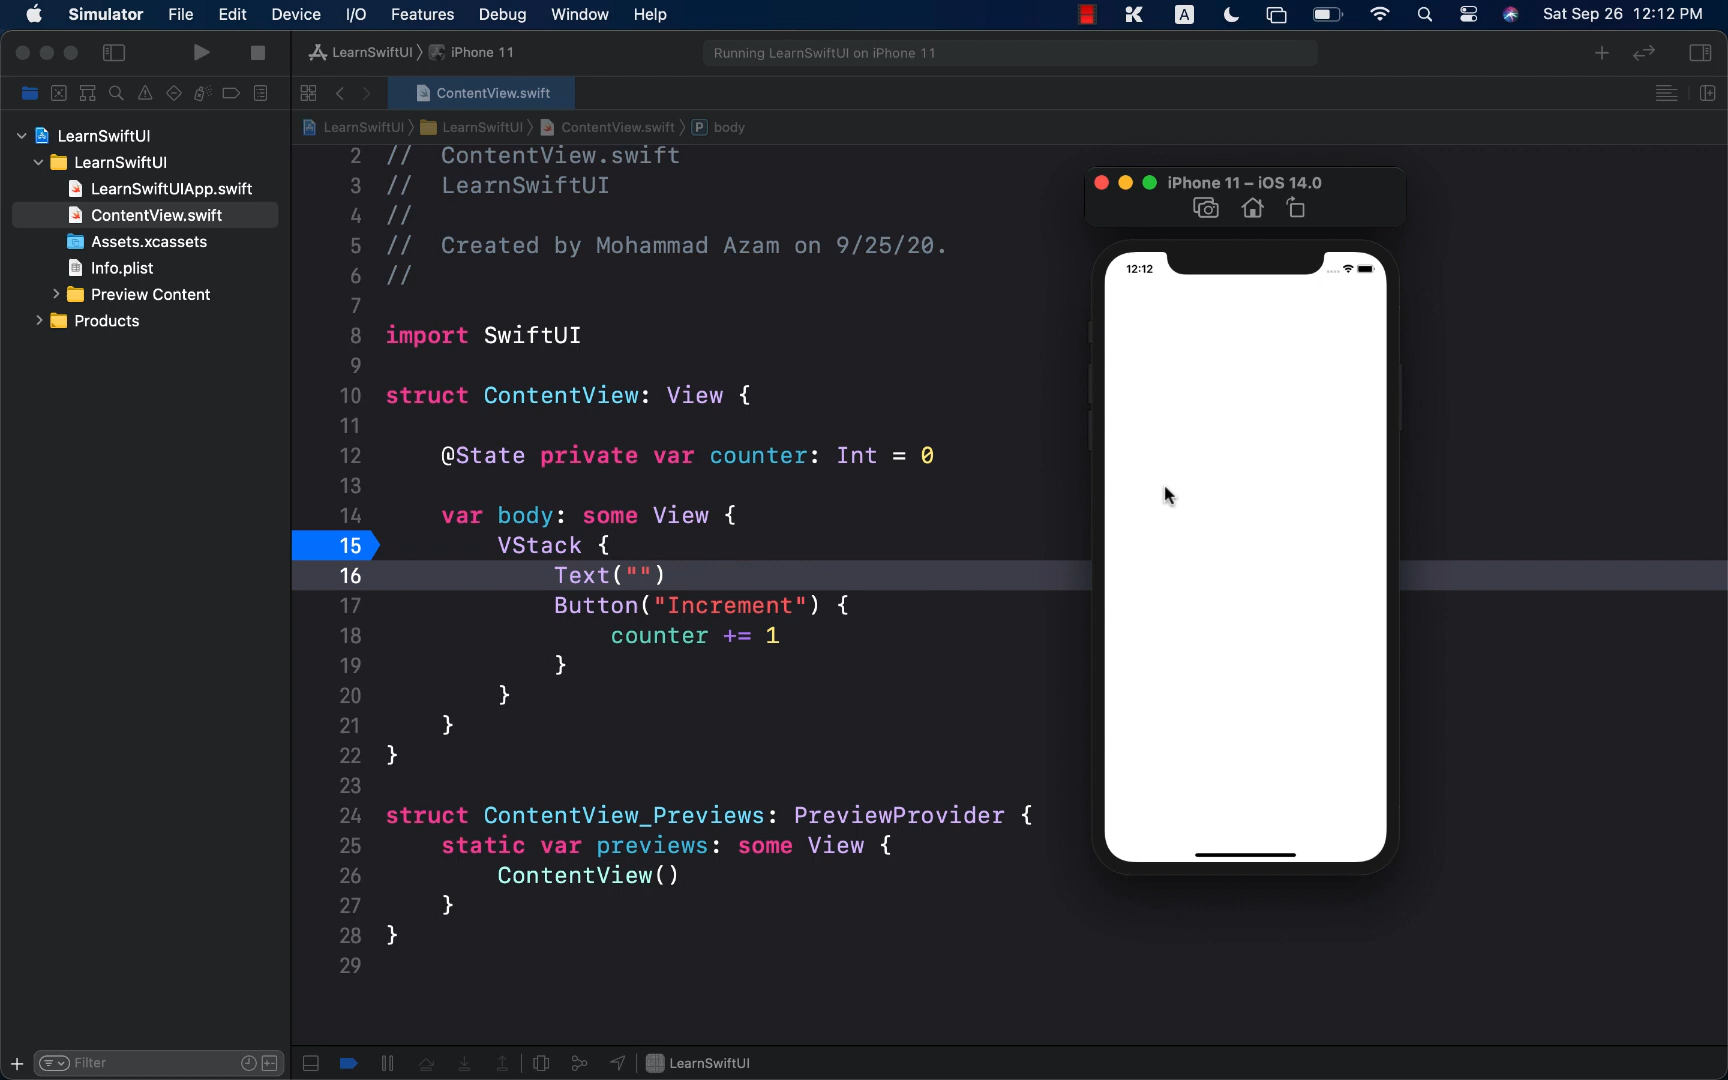 Simulator File Edit Device I/O Features Debug Window Help A Sat Sep 26 12:12 PM
LearnSwiftUI iPhone 11 Running LearnSwiftUI on iPhone 11
ContentView.swift
LearnSwiftUI LearnSwiftUI ContentView.swift P body
LearnSwiftUI
LearnSwiftUI
LearnSwiftUIApp.swift
ContentView.swift
Assets.xcassets
Info.plist
Preview Content
Products
2 // ContentView.swift
3 // LearnSwiftUI
4 //
5 // Created by Mohammad Azam on 9/25/20.
6 //
7
8 import SwiftUI
9
10 struct ContentView: View {
11
12 @State private var counter: Int = 0
13
14 var body: some View {
15 VStack {
16 Text("")
17 Button("Increment") {
18 counter += 1
19 }
20 }
21 }
22 }
23
24 struct ContentView_Previews: PreviewProvider {
25 static var previews: some View {
26 ContentView()
27 }
28 }
29
iPhone 11 – iOS 14.0
12:12
Filter
LearnSwiftUI